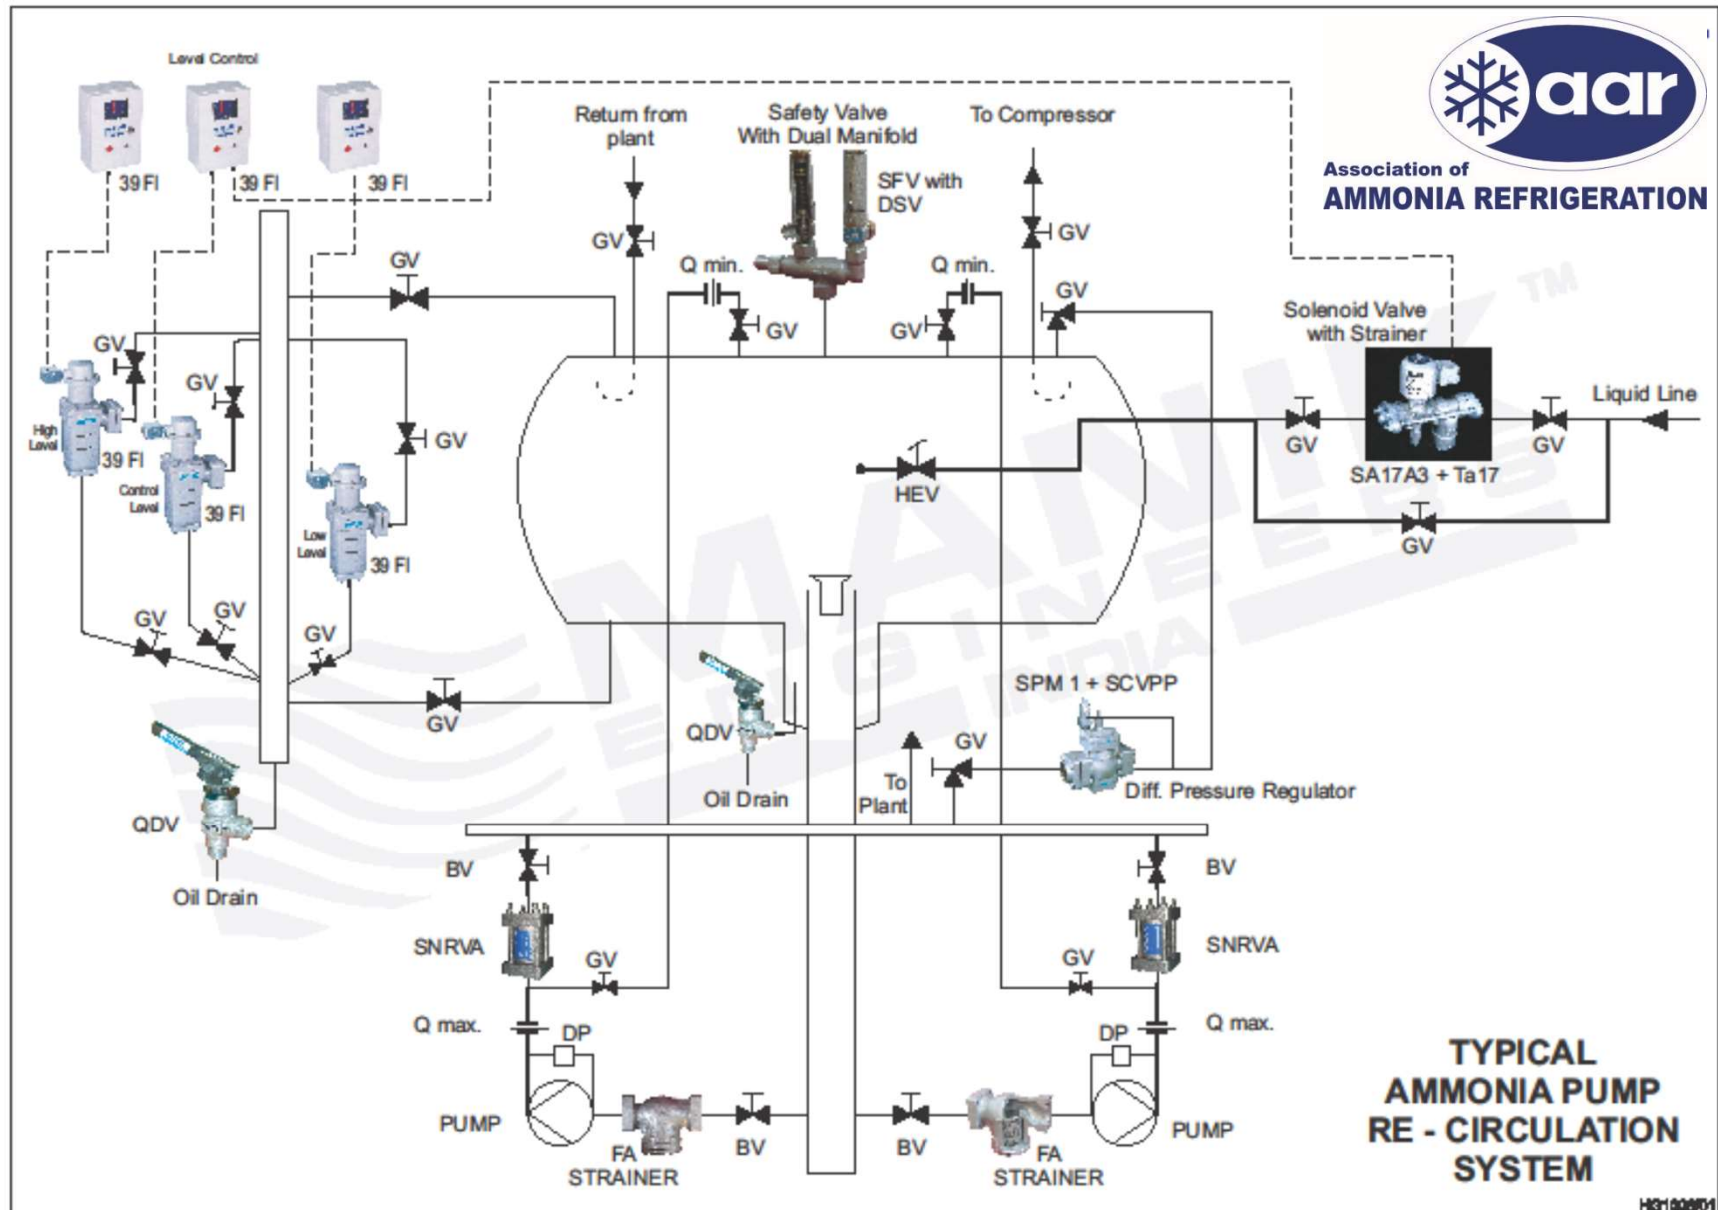 Level Control
39 FI
39 FI
39 FI
Return from
plant
Safety Valve
With Dual Manifold
SFV with
DSV
To Compressor
aar
Association of
AMMONIA REFRIGERATION
GV
GV
GV
Q min.
Q min.
GV
GV
GV
TM
Solenoid Valve
with Strainer
GV
GV
GV
High
Level
39 FI
Control
Level
39 FI
Low
Level
39 FI
HEV
GV
GV
Liquid Line
SA17A3 + Ta17
GV
MANIK
ENGINEERS
INDIA
GV
GV
GV
GV
QDV
Oil Drain
QDV
Oil Drain
SPM 1 + SCVPP
GV
To
Plant
Diff. Pressure Regulator
BV
BV
SNRVA
SNRVA
GV
GV
Q max.
Q max.
DP
DP
PUMP
PUMP
FA
STRAINER
BV
BV
FA
STRAINER
TYPICAL
AMMONIA PUMP
RE - CIRCULATION
SYSTEM